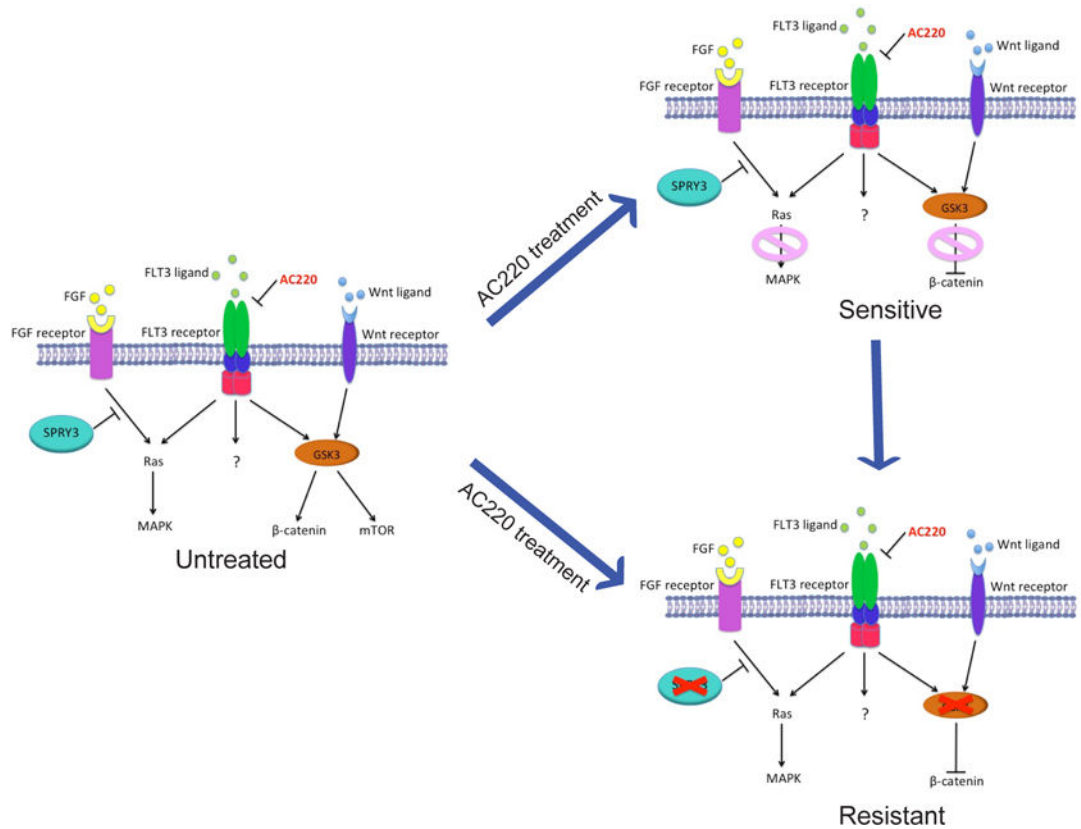 FLT3 ligand
AC220
FGF
Wnt ligand
FGF receptor
FLT3 receptor
Wnt receptor
SPRY3
Ras
?
GSK3
MAPK
β-catenin
Sensitive
AC220 treatment
FLT3 ligand
AC220
FGF
Wnt ligand
FGF receptor
FLT3 receptor
Wnt receptor
SPRY3
Ras
?
GSK3
MAPK
β-catenin
mTOR
Untreated
AC220 treatment
FLT3 ligand
AC220
FGF
Wnt ligand
FGF receptor
FLT3 receptor
Wnt receptor
Ras
?
MAPK
β-catenin
Resistant